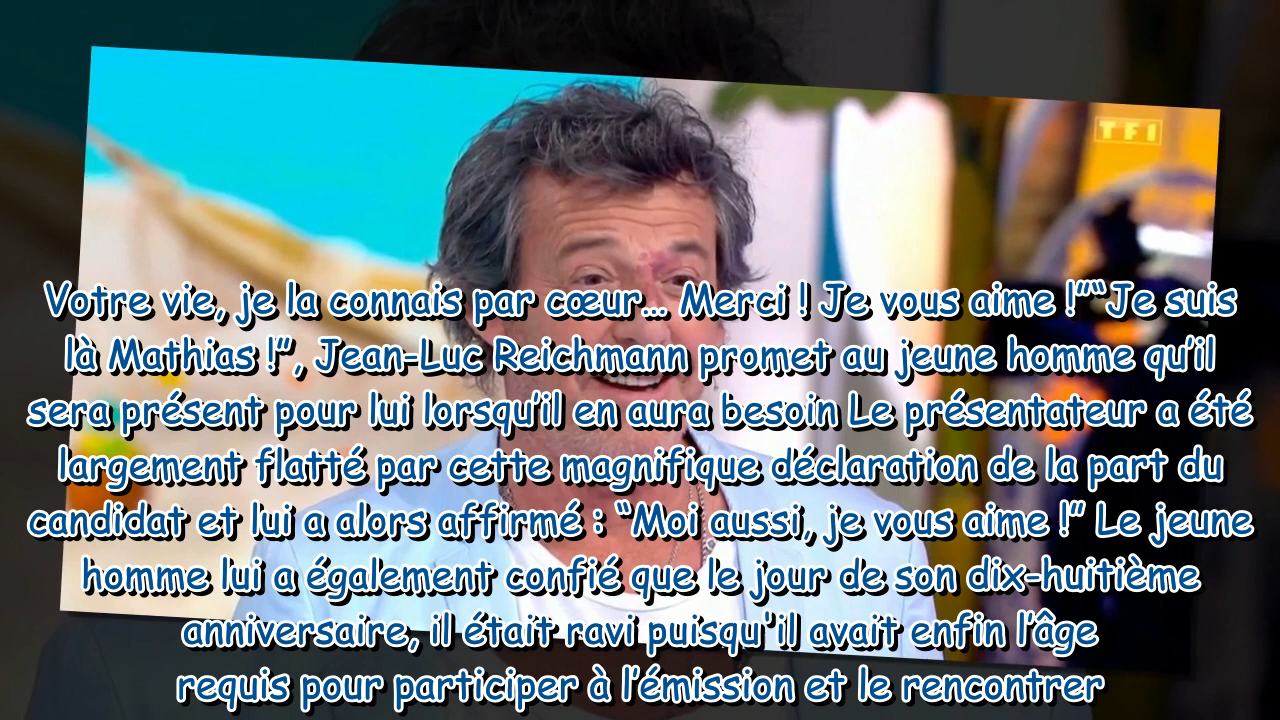 TF1
Votre vie, je la connais par cœur... Merci ! Je vous aime !”“Je suis
là Mathias !”, Jean-Luc Reichmann promet au jeune homme qu’il
sera présent pour lui lorsqu’il en aura besoin Le présentateur a été
largement flatté par cette magnifique déclaration de la part du
candidat et lui a alors affirmé : “Moi aussi, je vous aime !” Le jeune
homme lui a également confié que le jour de son dix-huitième
anniversaire, il était ravi puisqu'il avait enfin l’âge
requis pour participer à l’émission et le rencontrer